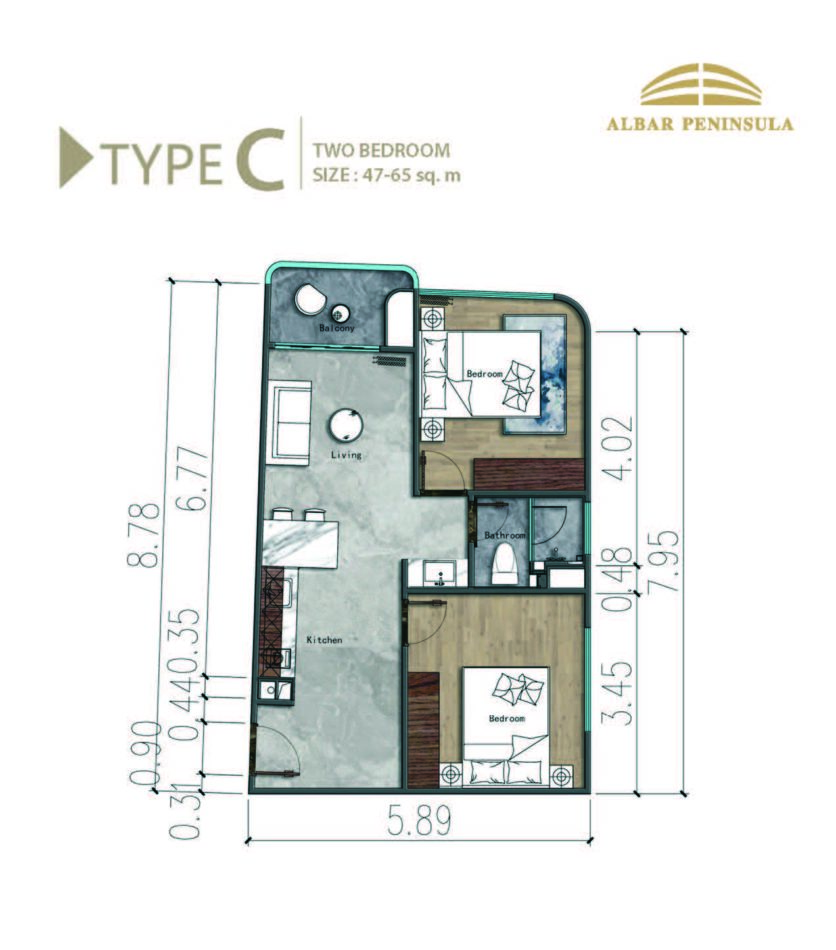 ALBAR PENINSULA
TYPE C
TWO BEDROOM
SIZE : 47-65 sq. m
Balcony
Bedroom
Living
Bathroom
Kitchen
Bedroom
8.78
6.77
0.35
0.44
0.90
0.31
4.02
0.48
7.95
3.45
5.89